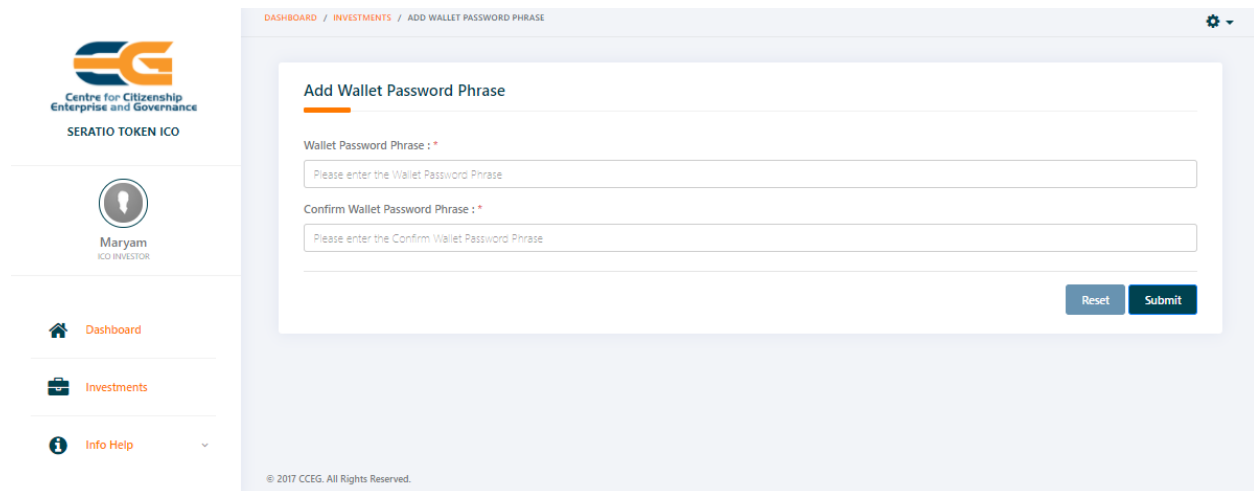 DASHBOARD / INVESTMENTS / ADD WALLET PASSWORD PHRASE
Centre for Citizenship
Enterprise and Governance
SERATIO TOKEN ICO
Maryam
ICO INVESTOR
Dashboard
Investments
Info Help
Add Wallet Password Phrase
Wallet Password Phrase : *
Please enter the Wallet Password Phrase
Confirm Wallet Password Phrase : *
Please enter the Confirm Wallet Password Phrase
Reset Submit
© 2017 CCEG. All Rights Reserved.